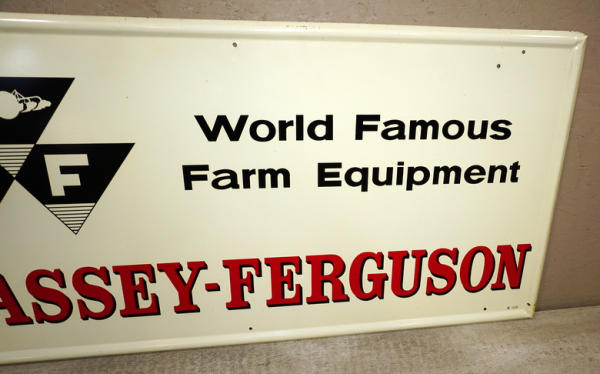 World Famous
Farm Equipment
F
ASSEY-FERGUSON